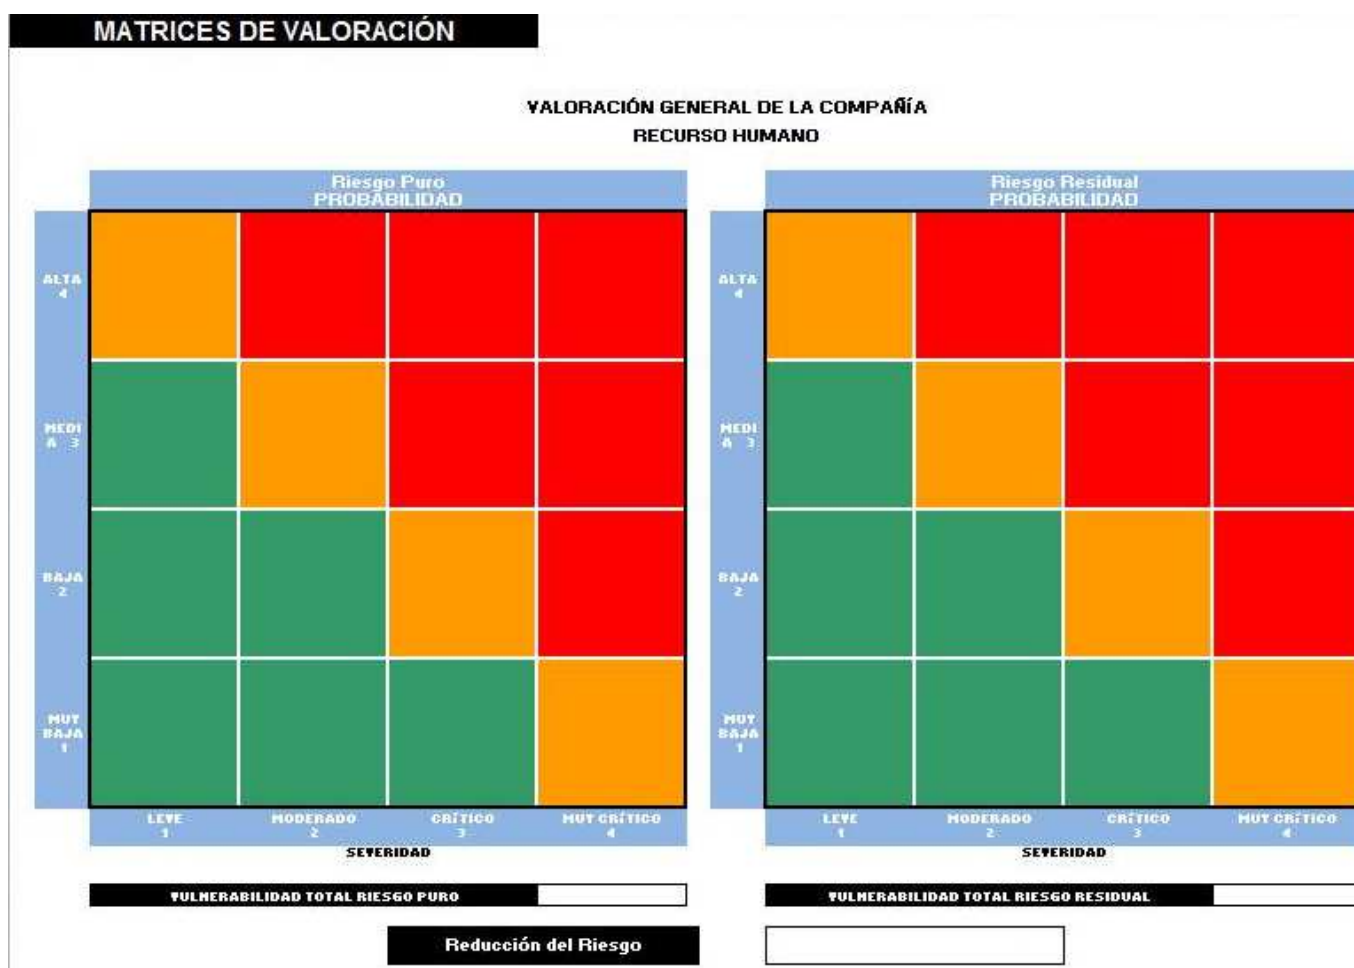 MATRICES DE VALORACIÓN
VALORACIÓN GENERAL DE LA COMPAÑÍA
RECURSO HUMANO
Riesgo Puro
PROBABILIDAD
ALTA
4
MEDI
A 3
BAJA
2
MUY
BAJA
1
LEVE
1
MODERADO
2
CRÍTICO
3
MUY CRÍTICO
4
SEVERIDAD
VULNERABILIDAD TOTAL RIESGO PURO
Riesgo Residual
PROBABILIDAD
ALTA
4
MEDI
A 3
BAJA
2
MUY
BAJA
1
LEVE
1
MODERADO
2
CRÍTICO
3
MUY CRÍTICO
4
SEVERIDAD
VULNERABILIDAD TOTAL RIESGO RESIDUAL
Reducción del Riesgo